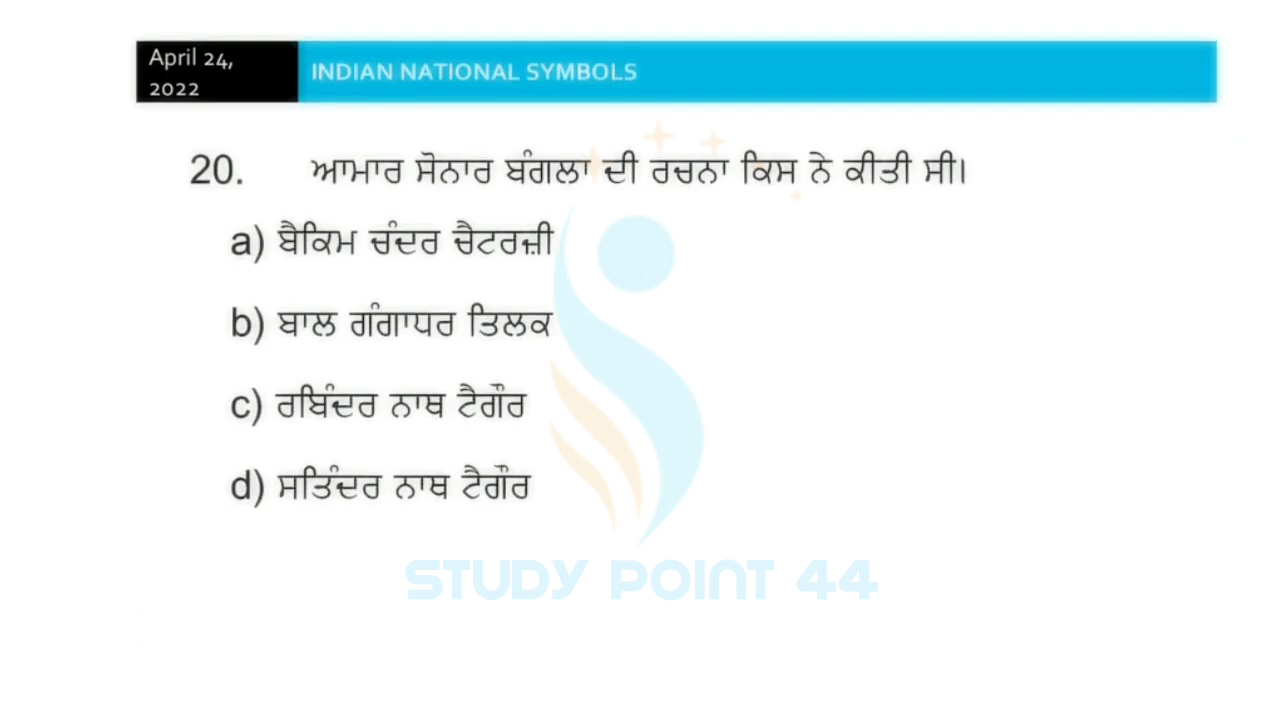 April 24,
2022
INDIAN NATIONAL SYMBOLS
20. ਆਮਾਰ ਸੋਨਾਰ ਬੰਗਲਾ ਦੀ ਰਚਨਾ ਕਿਸ ਨੇ ਕੀਤੀ ਸੀ।
a) ਬੈਕਿਮ ਚੰਦਰ ਚੈਟਰਜ਼ੀ
b) ਬਾਲ ਗੰਗਾਧਰ ਤਿਲਕ
c) ਰਬਿੰਦਰ ਨਾਥ ਟੈਗੌਰ
d) ਸਤਿੰਦਰ ਨਾਥ ਟੈਗੌਰ
STUDY POINT 44